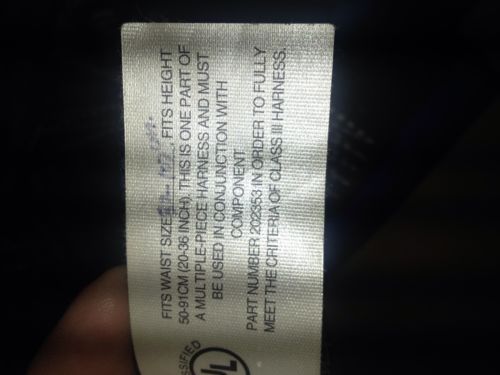 FITS WAIST SIZE FITS HEIGHT
50-91CM (20-36 INCH). THIS IS ONE PART OF
A MULTIPLE-PIECE HARNESS AND MUST
BE USED IN CONJUNCTION WITH
COMPONENT
PART NUMBER 202353 IN ORDER TO FULLY
MEET THE CRITERIA OF CLASS III HARNESS.
UL